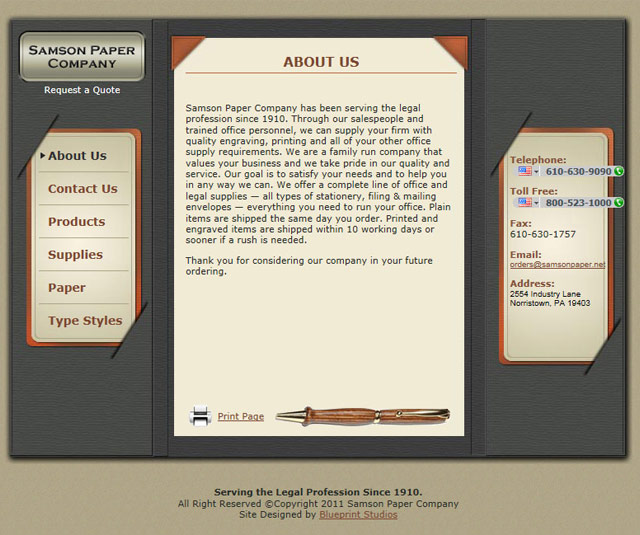 Samson Paper
Company
Request a Quote
About Us
Contact Us
Products
Supplies
Paper
Type Styles
ABOUT US
Samson Paper Company has been serving the legal
profession since 1910. Through our salespeople and
trained office personnel, we can supply your firm with
quality engraving, printing and all of your other office
supply requirements. We are a family run company that
values your business and we take pride in our quality and
service. Our goal is to satisfy your needs and to help you
in any way we can. We offer a complete line of office and
legal supplies — all types of stationery, filing & mailing
envelopes — everything you need to run your office. Plain
items are shipped the same day you order. Printed and
engraved items are shipped within 10 working days or
sooner if a rush is needed.
Thank you for considering our company in your future
ordering.
Print Page
Telephone:
610-630-9090
Toll Free:
800-523-1000
Fax:
610-630-1757
Email:
orders@samsonpaper.net
Address:
2554 Industry Lane
Norristown, PA 19403
Serving the Legal Profession Since 1910.
All Right Reserved ©Copyright 2011 Samson Paper Company
Site Designed by Blueprint Studios